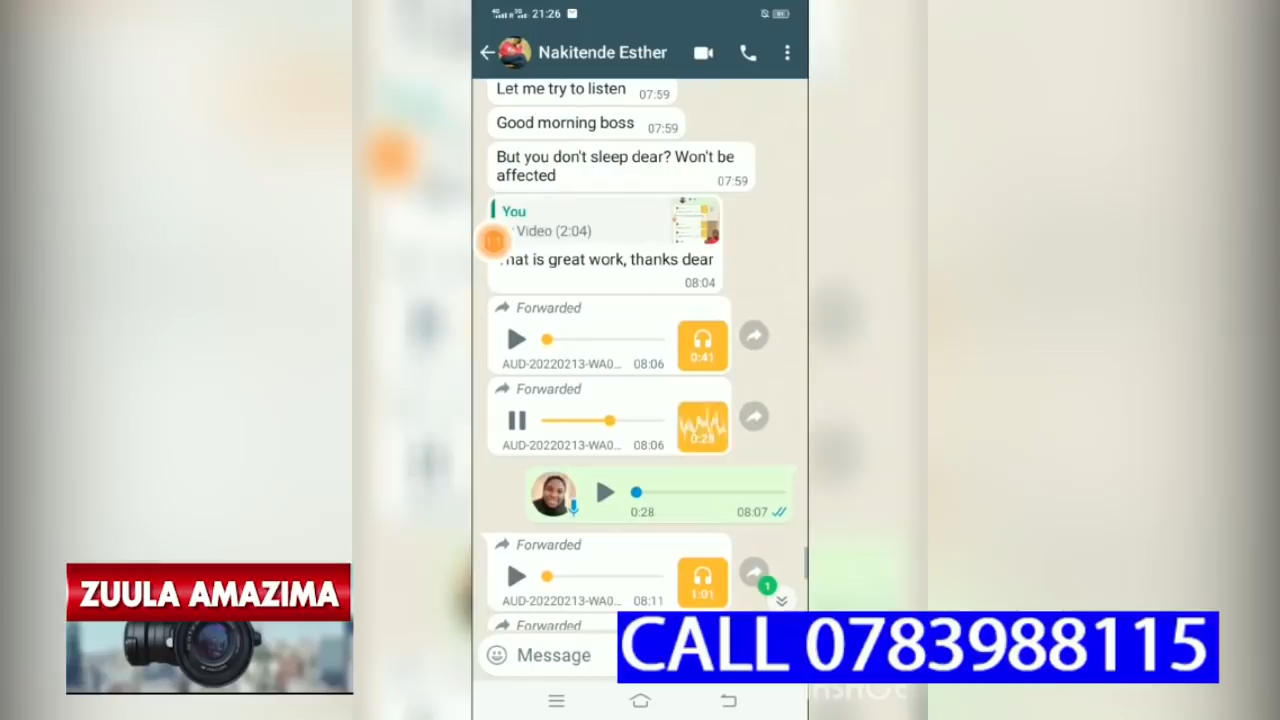 21:26
Nakitende Esther
Let me try to listen 07:59
Good morning boss 07:59
But you don't sleep dear? Won't be
affected 07:59
You
Video (2:04)
hat is great work, thanks dear
08:04
Forwarded
0:41
AUD-20220213-WA0... 08:06
Forwarded
0:28
AUD-20220213-WA0... 08:06
0:28 08:07
Forwarded
1:01
AUD-20220213-WA0... 08:11
1
Forwarded
Message
ZUULA AMAZIMA
CALL 0783988115